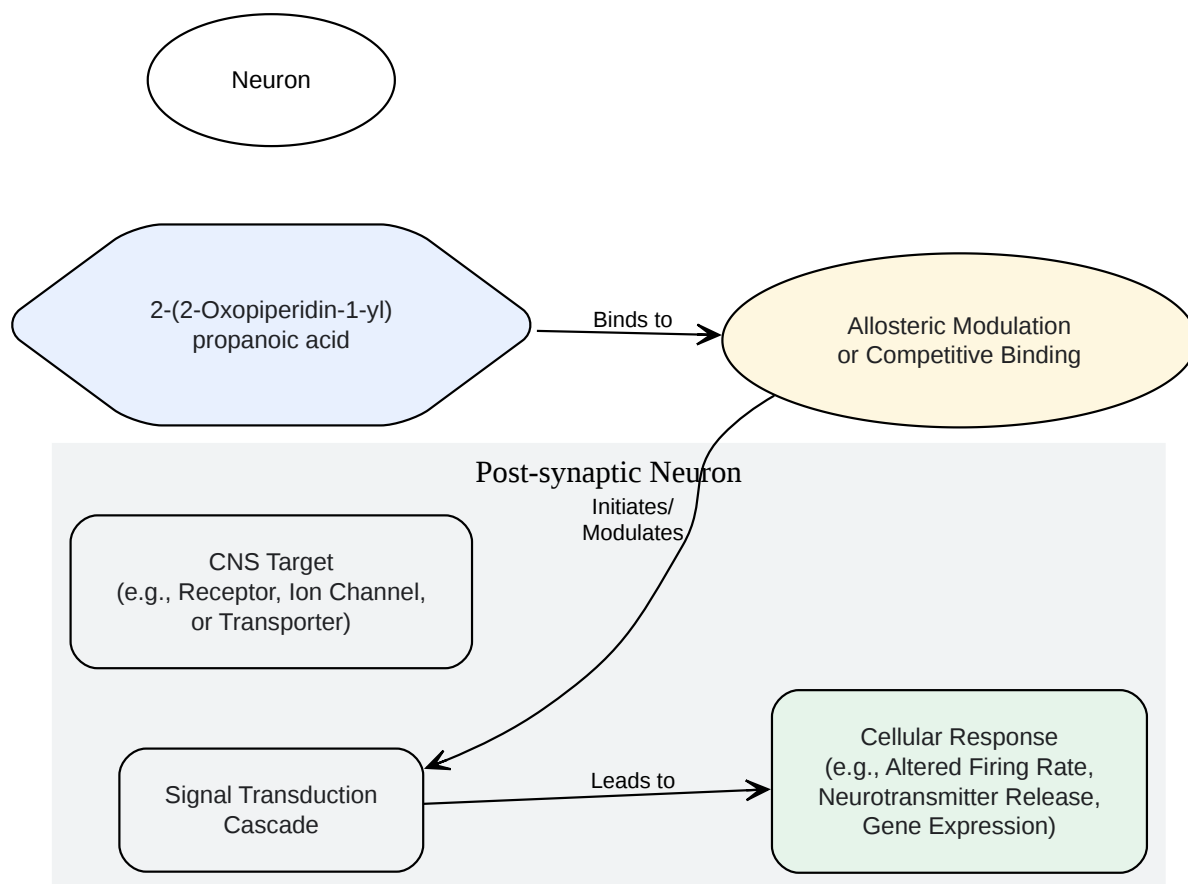 Neuron
2-(2-Oxopiperidin-1-yl)
propanoic acid
Binds to
Allosteric Modulation
or Competitive Binding
Post-synaptic Neuron
Initiates/
Modulates
CNS Target
(e.g., Receptor, Ion Channel,
or Transporter)
Signal Transduction
Cascade
Leads to
Cellular Response
(e.g., Altered Firing Rate,
Neurotransmitter Release,
Gene Expression)